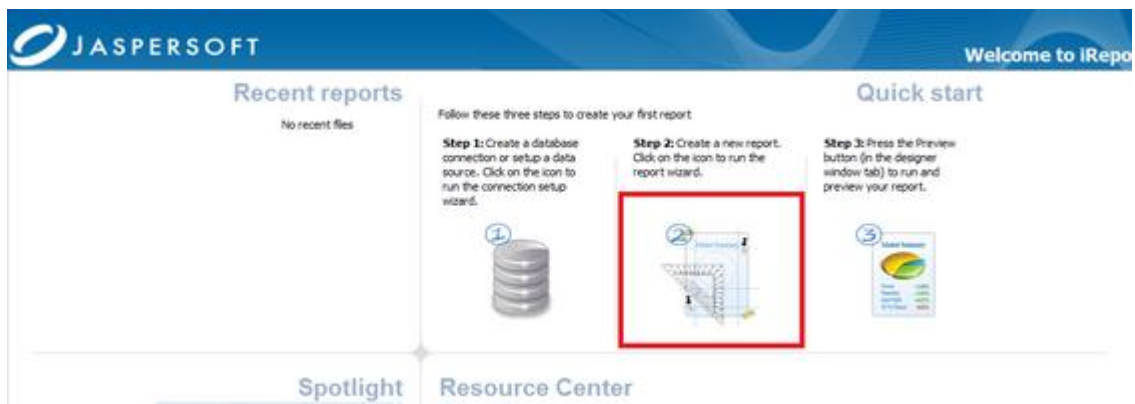 JASPERSOFT
Welcome to iRepo
Recent reports
No recent files
Quick start
Follow these three steps to create your first report
Step 1: Create a database
connection or setup a data
source. Click on the icon to
run the connection setup
wizard.
Step 2: Create a new report.
Click on the icon to run the
report wizard.
Step 3: Press the Preview
button (in the designer
window tab) to run and
preview your report.
1
2
3
Spotlight
Resource Center